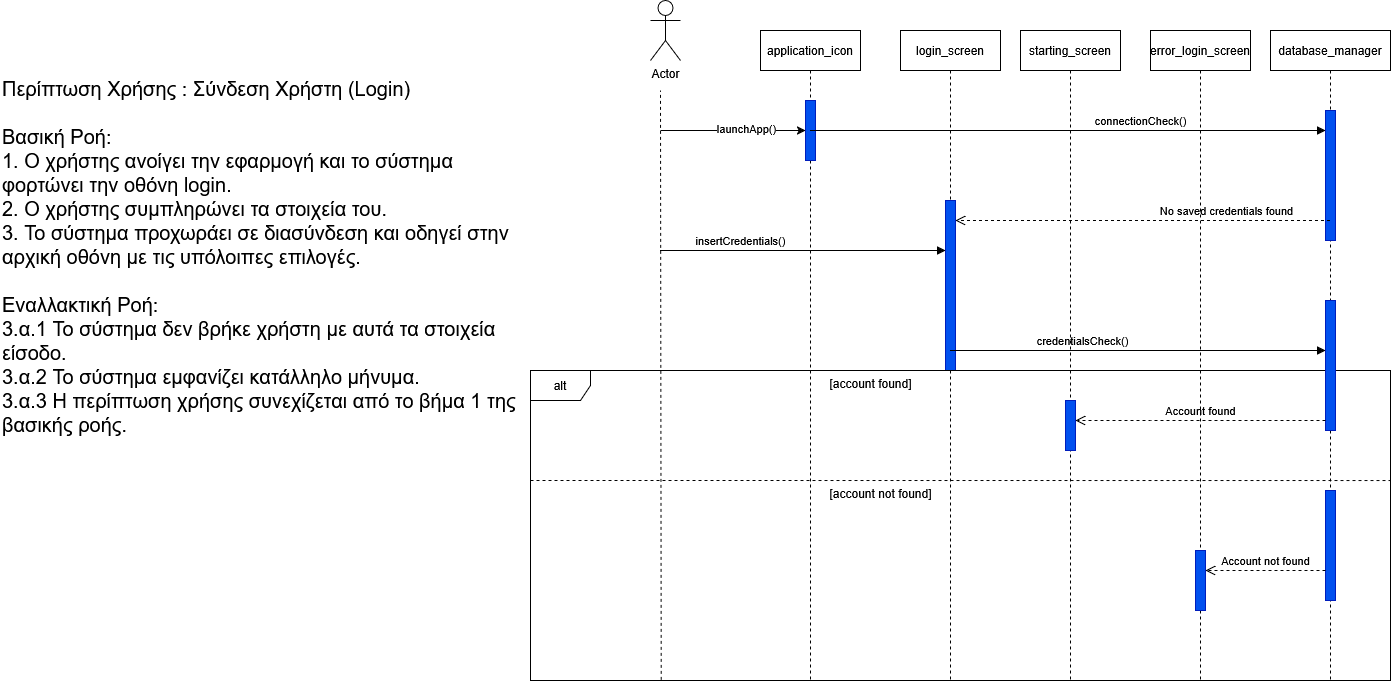 Περίπτωση Χρήσης : Σύνδεση Χρήστη (Login)
Βασική Ροή:
1. Ο χρήστης ανοίγει την εφαρμογή και το σύστημα
φορτώνει την οθόνη login.
2. Ο χρήστης συμπληρώνει τα στοιχεία του.
3. Το σύστημα προχωράει σε διασύνδεση και οδηγεί στην
αρχική οθόνη με τις υπόλοιπες επιλογές.
Εναλλακτική Ροή:
3.α.1 Το σύστημα δεν βρήκε χρήστη με αυτά τα στοιχεία
είσοδο.
3.α.2 Το σύστημα εμφανίζει κατάλληλο μήνυμα.
3.α.3 Η περίπτωση χρήσης συνεχίζεται από το βήμα 1 της
βασικής ροής.
Actor
application_icon
login_screen
starting_screen
error_login_screen
database_manager
launchApp()
connectionCheck()
No saved credentials found
insertCredentials()
credentialsCheck()
alt
[account found]
Account found
[account not found]
Account not found